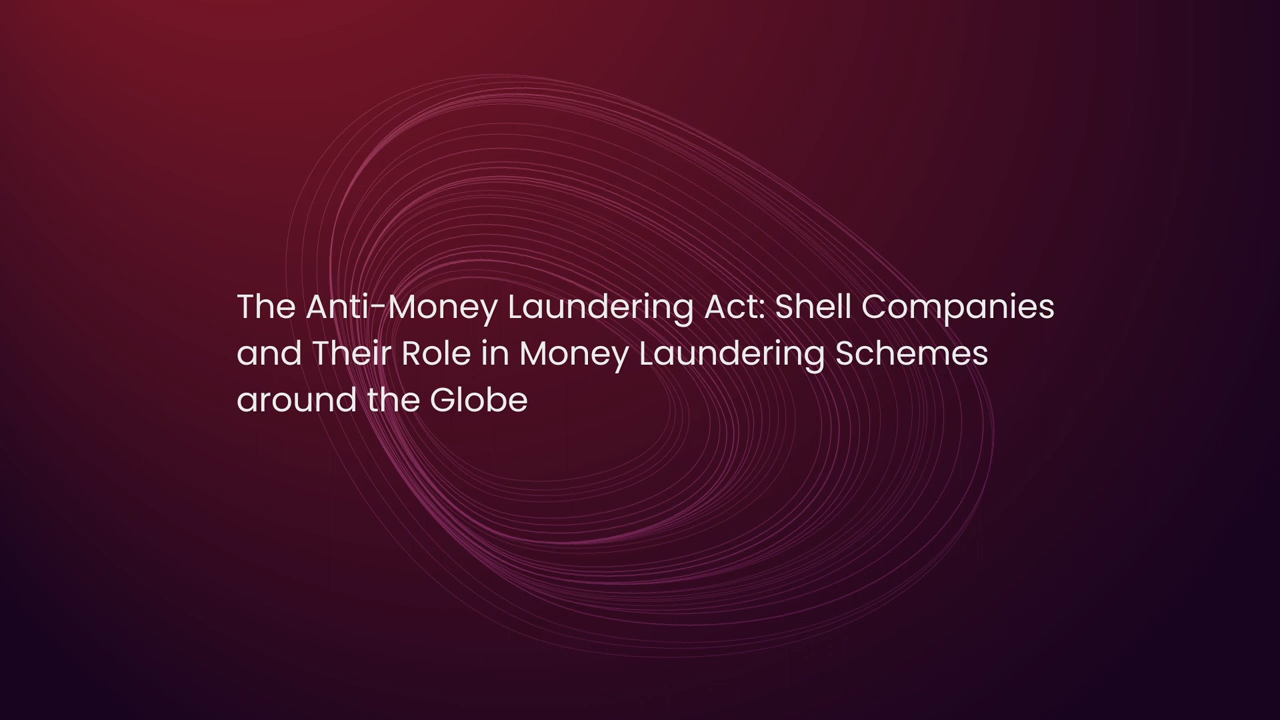 The Anti-Money Laundering Act: Shell Companies
and Their Role in Money Laundering Schemes
around the Globe